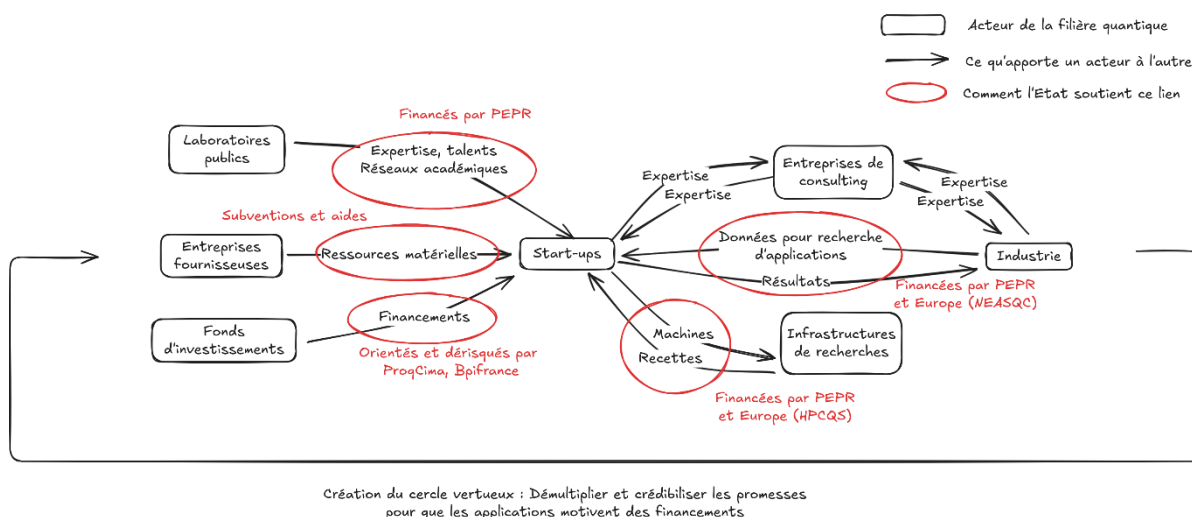 Acteur de la filière quantique
Ce qu'apporte un acteur à l'autre
Comment l'Etat soutient ce lien
Financés par PEPR
Laboratoires
publics
Expertise, talents
Réseaux académiques
Subventions et aides
Entreprises
fournisseuses
Ressources matérielles
Fonds
d'investissements
Financements
Orientés et dérisqués par
ProqCima, Bpifrance
Start-ups
Expertise
Expertise
Entreprises de
consulting
Expertise
Expertise
Données pour recherche
d'applications
Résultats
Industrie
Financées par PEPR
et Europe (NEASQC)
Machines
Recettes
Infrastructures
de recherches
Financées par PEPR
et Europe (HPCQS)
Création du cercle vertueux : Démultiplier et crédibiliser les promesses
pour que les applications motivent des financements